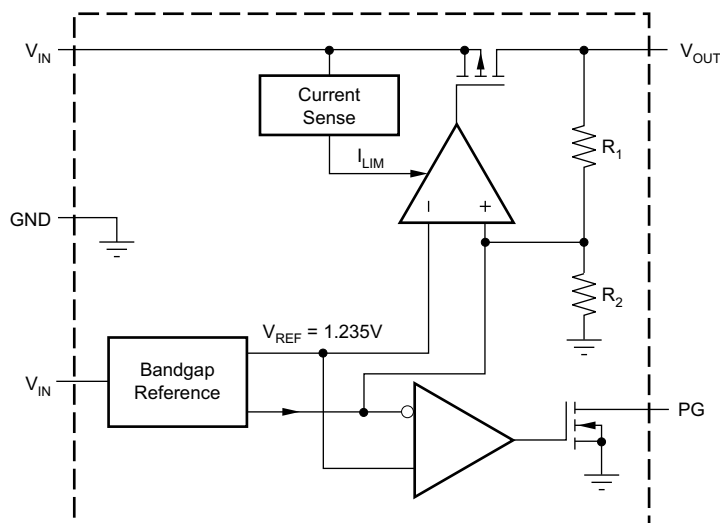 V_IN
V_OUT
Current
Sense
R_1
I_LIM
GND
–
+
R_2
V_REF = 1.235V
Bandgap
Reference
V_IN
PG